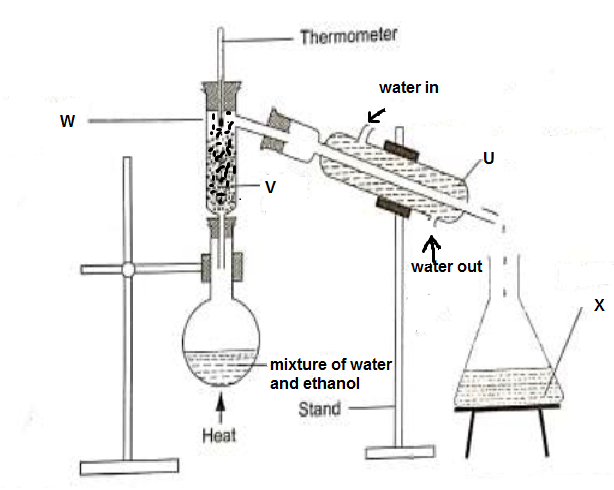 Thermometer
water in
W
U
V
water out
X
mixture of water
and ethanol
Stand
Heat